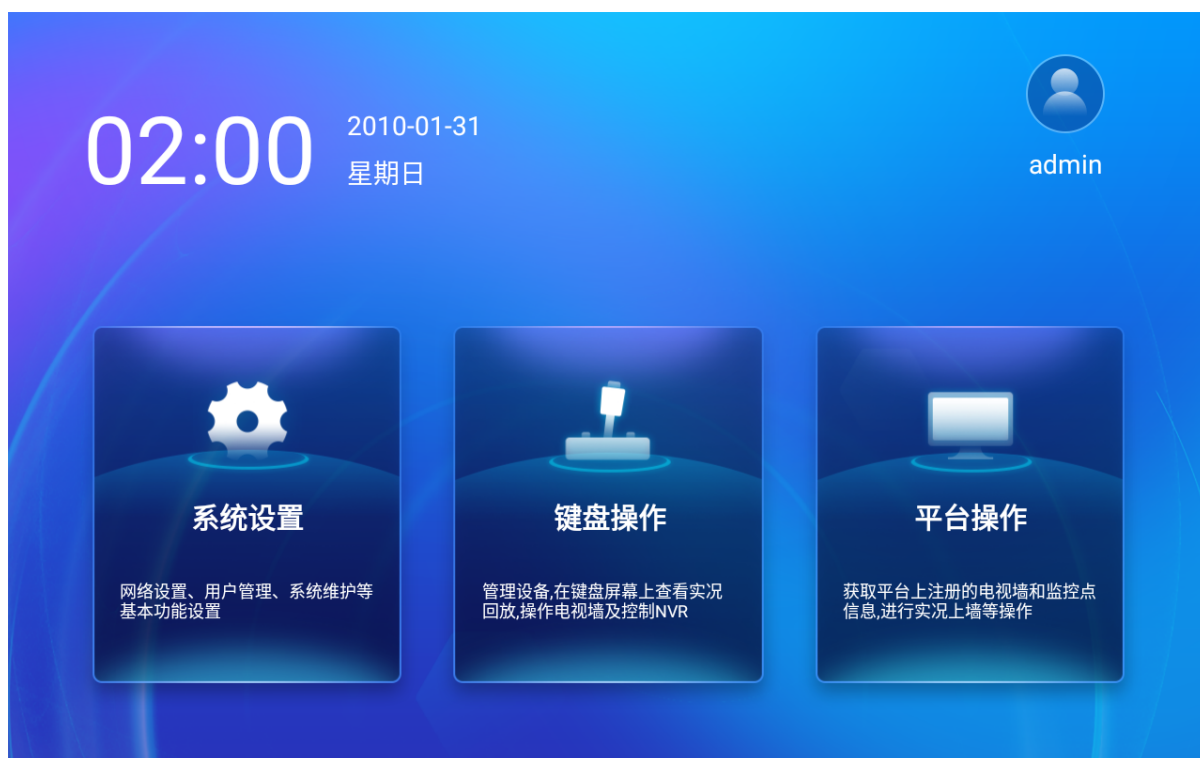 02:00
2010-01-31
星期日
admin
系统设置
网络设置、用户管理、系统维护等
基本功能设置
键盘操作
管理设备,在键盘屏幕上查看实况
回放,操作电视墙及控制NVR
平台操作
获取平台上注册的电视墙和监控点
信息,进行实况上墙等操作